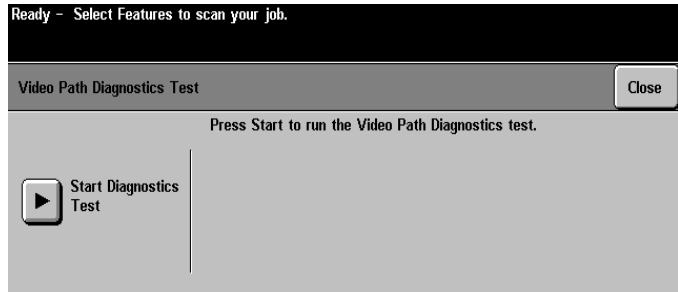 Ready - Select Features to scan your job.
Video Path Diagnostics Test
Close
Press Start to run the Video Path Diagnostics test.
Start Diagnostics
Test